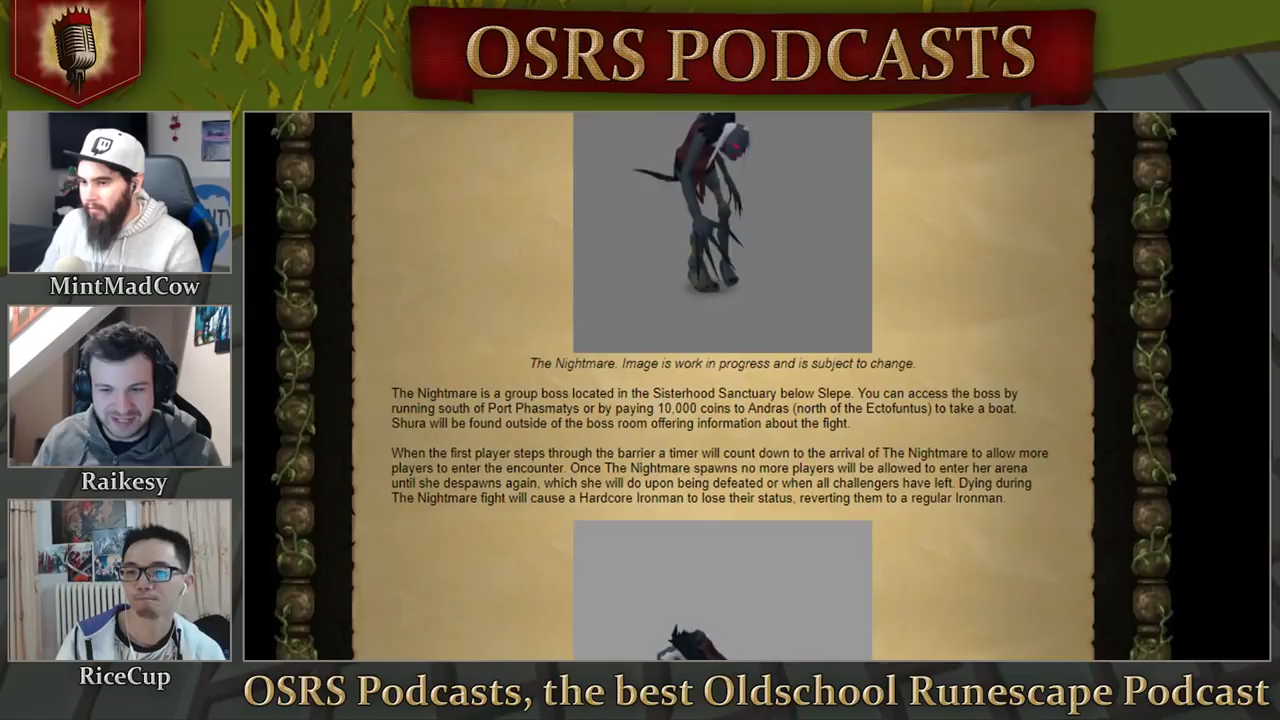 OSRS PODCASTS
MintMadCow
Raikesy
RiceCup
The Nightmare. Image is work in progress and is subject to change.
The Nightmare is a group boss located in the Sisterhood Sanctuary below Slepe. You can access the boss by
running south of Port Phasmatys or by paying 10,000 coins to Andras (north of the Ectofuntus) to take a boat.
Shura will be found outside of the boss room offering information about the fight.
When the first player steps through the barrier a timer will count down to the arrival of The Nightmare to allow more
players to enter the encounter. Once The Nightmare spawns no more players will be allowed to enter her arena
until she despawns again, which she will do upon being defeated or when all challengers have left. Dying during
The Nightmare fight will cause a Hardcore Ironman to lose their status, reverting them to a regular Ironman.
OSRS Podcasts, the best Oldschool Runescape Podcast